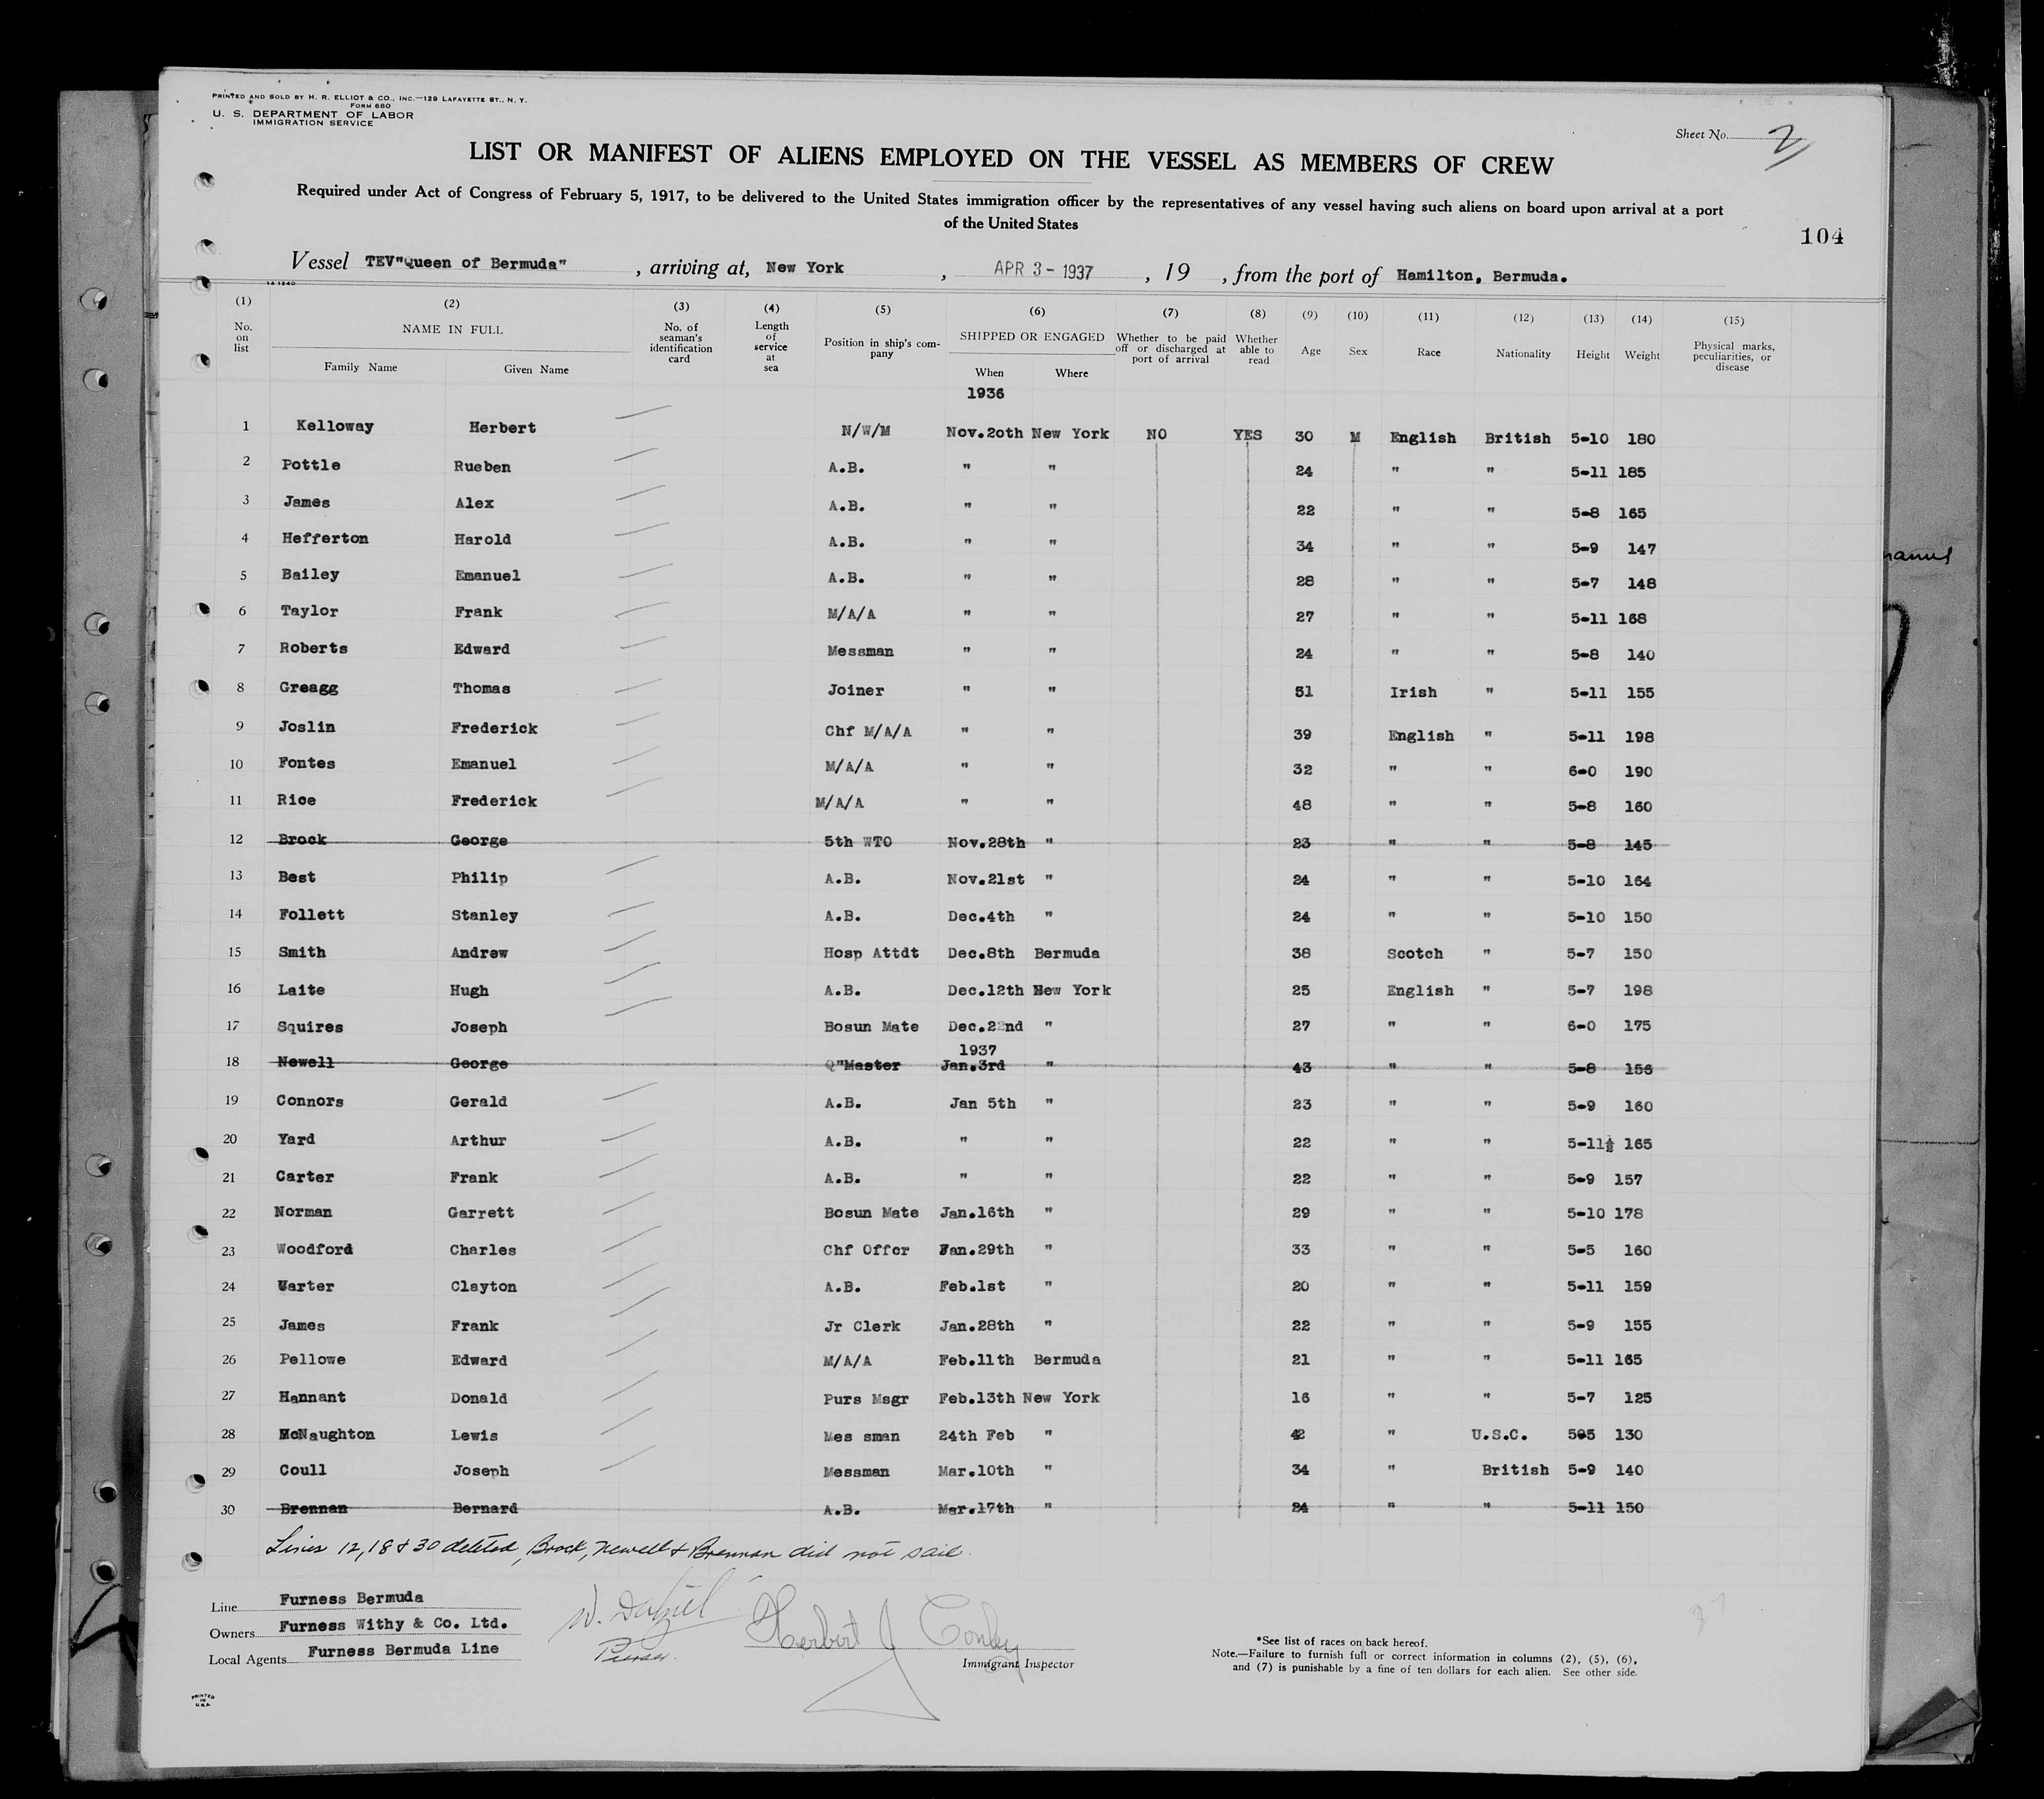 PRINTED AND SOLD BY H. R. ELLIOT & CO., INC.—129 LAFAYETTE ST., N. Y.
FORM 680
U. S. DEPARTMENT OF LABOR
IMMIGRATION SERVICE
Sheet No. 2
LIST OR MANIFEST OF ALIENS EMPLOYED ON THE VESSEL AS MEMBERS OF CREW
Required under Act of Congress of February 5, 1917, to be delivered to the United States immigration officer by the representatives of any vessel having such aliens on board upon arrival at a port
of the United States
104
Vessel TEV"Queen of Bermuda" , arriving at, New York , APR 3 - 1937 , 19 , from the port of Hamilton, Bermuda.
14-1240
(1) (2) (3) (4) (5) (6) (7) (8) (9) (10) (11) (12) (13) (14) (15)
No. on list NAME IN FULL Family Name Given Name No. of seaman's identification card Length of service at sea Position in ship's company SHIPPED OR ENGAGED When Where Whether to be paid off or discharged at port of arrival Whether able to read Age Sex Race Nationality Height Weight Physical marks, peculiarities, or disease
1936
1 Kelloway Herbert N/W/M Nov.20th New York NO YES 30 M English British 5-10 180
2 Pottle Rueben A.B. " " 24 " " 5-11 185
3 James Alex A.B. " " 22 " " 5-8 165
4 Hefferton Harold A.B. " " 34 " " 5-9 147
5 Bailey Emanuel A.B. " " 28 " " 5-7 148
6 Taylor Frank M/A/A " " 27 " " 5-11 168
7 Roberts Edward Messman " " 24 " " 5-8 140
8 Greagg Thomas Joiner " " 51 Irish " 5-11 155
9 Joslin Frederick Chf M/A/A " " 39 English " 5-11 198
10 Fontes Emanuel M/A/A " " 32 " " 6-0 190
11 Rice Frederick M/A/A " " 48 " " 5-8 160
12 Brock George 5th WTO Nov.28th " 23 " " 5-8 145
13 Best Philip A.B. Nov.21st " 24 " " 5-10 164
14 Follett Stanley A.B. Dec.4th " 24 " " 5-10 150
15 Smith Andrew Hosp Attdt Dec.8th Bermuda 38 Scotch " 5-7 150
16 Laite Hugh A.B. Dec.12th New York 25 English " 5-7 198
17 Squires Joseph Bosun Mate Dec.22nd " 27 " " 6-0 175
1937
18 Newell George Q"Master Jan.3rd " 43 " " 5-8 156
19 Connors Gerald A.B. Jan 5th " 23 " " 5-9 160
20 Yard Arthur A.B. " " 22 " " 5-11½ 165
21 Carter Frank A.B. " " 22 " " 5-9 157
22 Norman Garrett Bosun Mate Jan.16th " 29 " " 5-10 178
23 Woodford Charles Chf Offcr Jan.29th " 33 " " 5-5 160
24 Warter Clayton A.B. Feb.1st " 20 " " 5-11 159
25 James Frank Jr Clerk Jan.28th " 22 " " 5-9 155
26 Pellowe Edward M/A/A Feb.11th Bermuda 21 " " 5-11 165
27 Hannant Donald Purs Msgr Feb.13th New York 16 " " 5-7 125
28 McNaughton Lewis Mes sman 24th Feb " 42 " U.S.C. 5-5 130
29 Coull Joseph Messman Mar.10th " 34 " British 5-9 140
30 Brennan Bernard A.B. Mar.17th " 24 " " 5-11 150
Lines 12, 18 & 30 deleted, Brock, Newell & Brennan did not sail.
Line Furness Bermuda
Owners Furness Withy & Co. Ltd.
Local Agents Furness Bermuda Line
Purser.
Herbert J Conley
Immigrant Inspector
*See list of races on back hereof.
Note.—Failure to furnish full or correct information in columns (2), (5), (6),
and (7) is punishable by a fine of ten dollars for each alien. See other side.
PRINTED
IN
U.S.A.